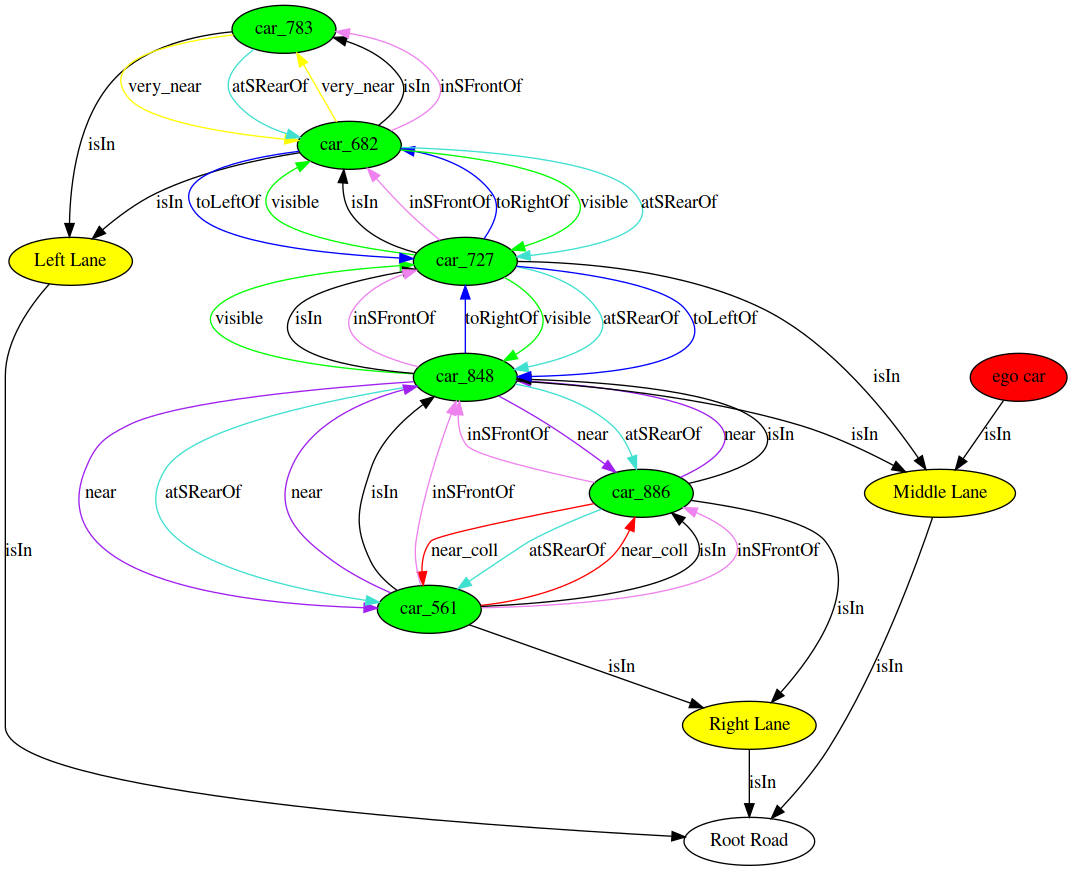 car_783
very_near atSRearOf very_near isIn inSFrontOf
isIn car_682
isIn toLeftOf visible isIn inSFrontOf toRightOf visible atSRearOf
Left Lane car_727
visible isIn inSFrontOf toRightOf visible atSRearOf toLeftOf
car_848 isIn ego car
inSFrontOf near atSRearOf near isIn isIn isIn
near atSRearOf near isIn inSFrontOf car_886 Middle Lane
isIn near_coll atSRearOf near_coll isIn inSFrontOf
car_561 isIn
isIn isIn
Right Lane
isIn
Root Road